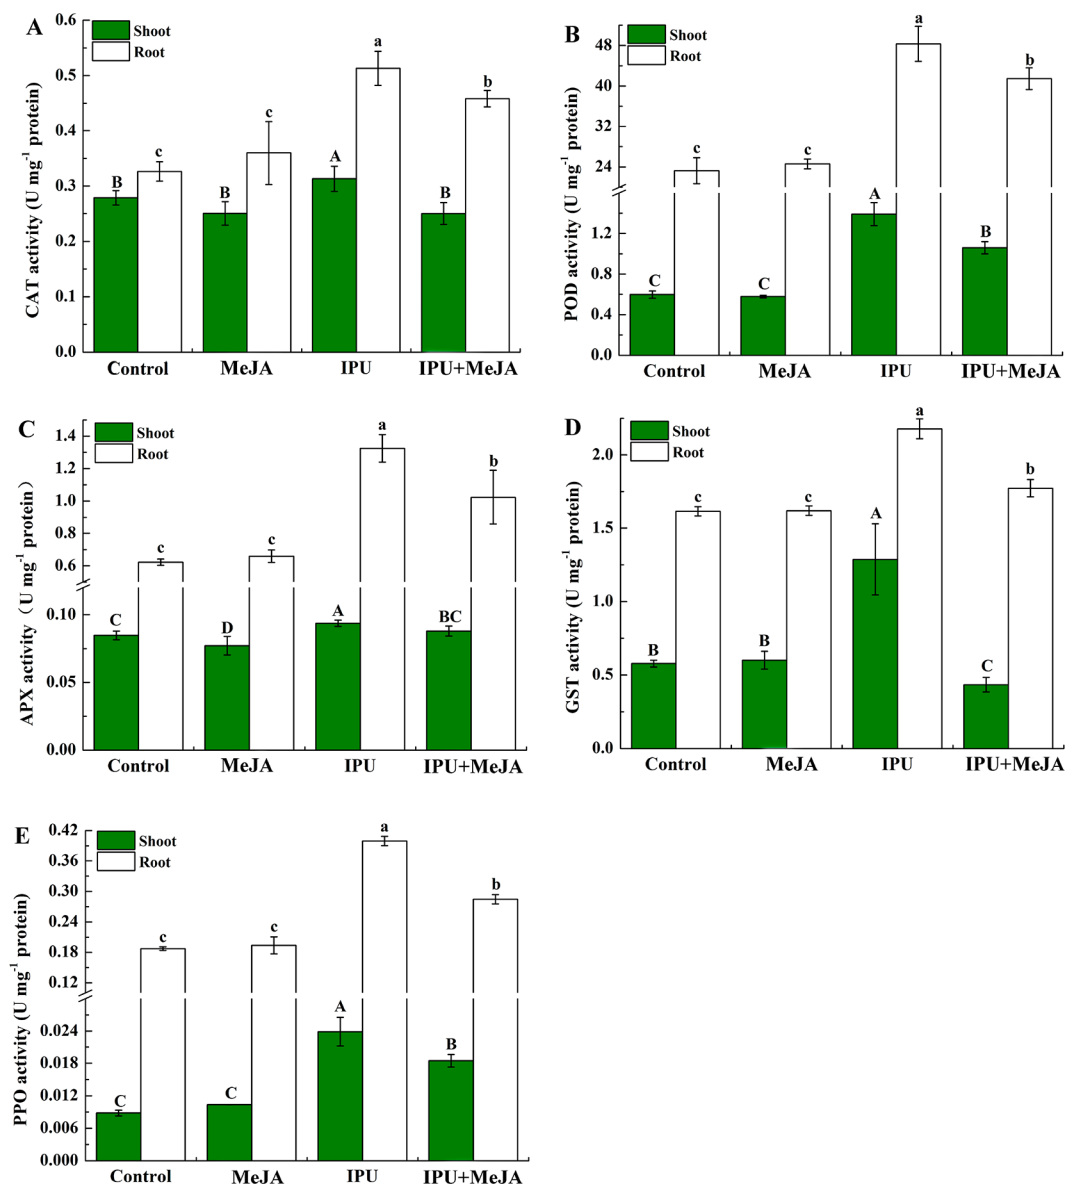 A
Shoot
Root
CAT activity (U mg-1 protein)
0.6
0.5
0.4
0.3
0.2
0.1
0.0
B
c
B
c
A
a
B
b
Control
MeJA
IPU
IPU+MeJA
B
Shoot
Root
POD activity (U mg-1 protein)
48
40
32
24
1.2
0.8
0.4
0.0
C
c
C
c
A
a
B
b
Control
MeJA
IPU
IPU+MeJA
C
Shoot
Root
APX activity (U mg-1 protein)
1.4
1.2
1.0
0.8
0.6
0.10
0.05
0.00
C
c
D
c
A
a
BC
b
Control
MeJA
IPU
IPU+MeJA
D
Shoot
Root
GST activity (U mg-1 protein)
2.0
1.5
1.0
0.5
0.0
B
c
B
c
A
a
C
b
Control
MeJA
IPU
IPU+MeJA
E
Shoot
Root
PPO activity (U mg-1 protein)
0.42
0.36
0.30
0.24
0.18
0.12
0.024
0.018
0.012
0.006
0.000
C
c
C
c
A
a
B
b
Control
MeJA
IPU
IPU+MeJA